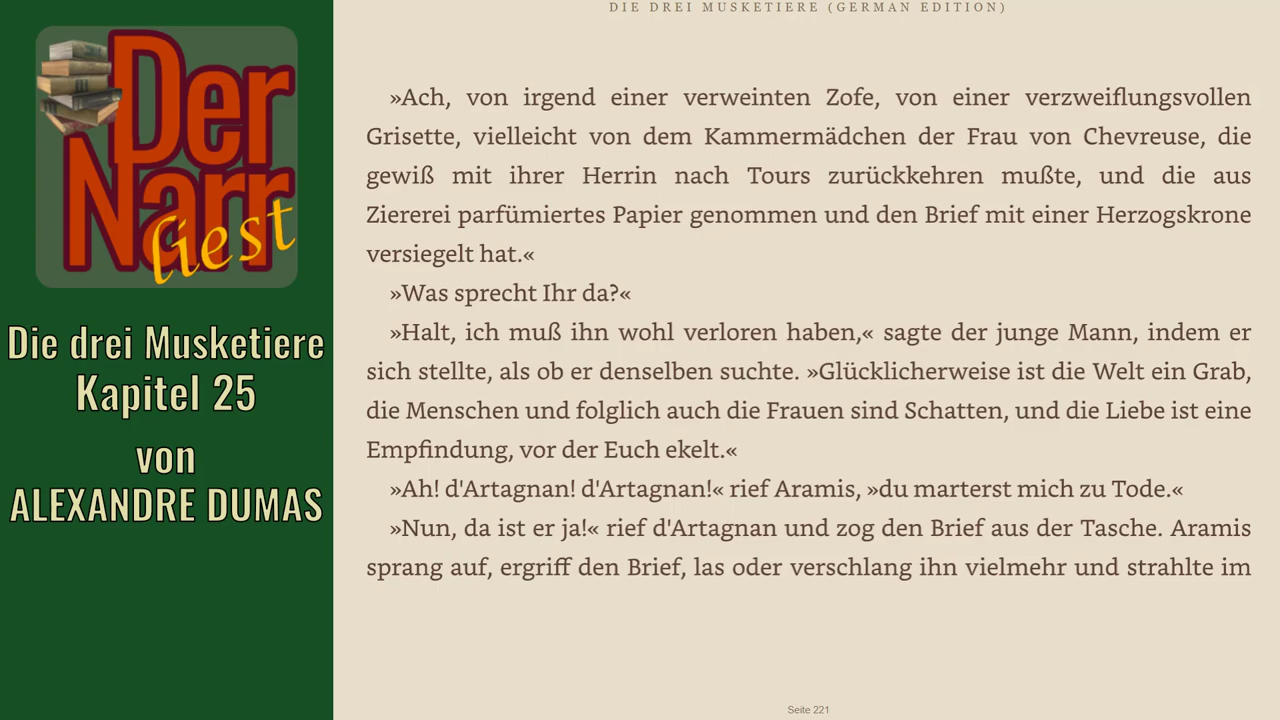 Der
Narr
liest
Die drei Musketiere
Kapitel 25
von
ALEXANDRE DUMAS
DIE DREI MUSKETIERE (GERMAN EDITION)
»Ach, von irgend einer verweinten Zofe, von einer verzweiflungsvollen
Grisette, vielleicht von dem Kammermädchen der Frau von Chevreuse, die
gewiß mit ihrer Herrin nach Tours zurückkehren mußte, und die aus
Ziererei parfümiertes Papier genommen und den Brief mit einer Herzogskrone
versiegelt hat.«
»Was sprecht Ihr da?«
»Halt, ich muß ihn wohl verloren haben,« sagte der junge Mann, indem er
sich stellte, als ob er denselben suchte. »Glücklicherweise ist die Welt ein Grab,
die Menschen und folglich auch die Frauen sind Schatten, und die Liebe ist eine
Empfindung, vor der Euch ekelt.«
»Ah! d'Artagnan! d'Artagnan!« rief Aramis, »du marterst mich zu Tode.«
»Nun, da ist er ja!« rief d'Artagnan und zog den Brief aus der Tasche. Aramis
sprang auf, ergriff den Brief, las oder verschlang ihn vielmehr und strahlte im
Seite 221